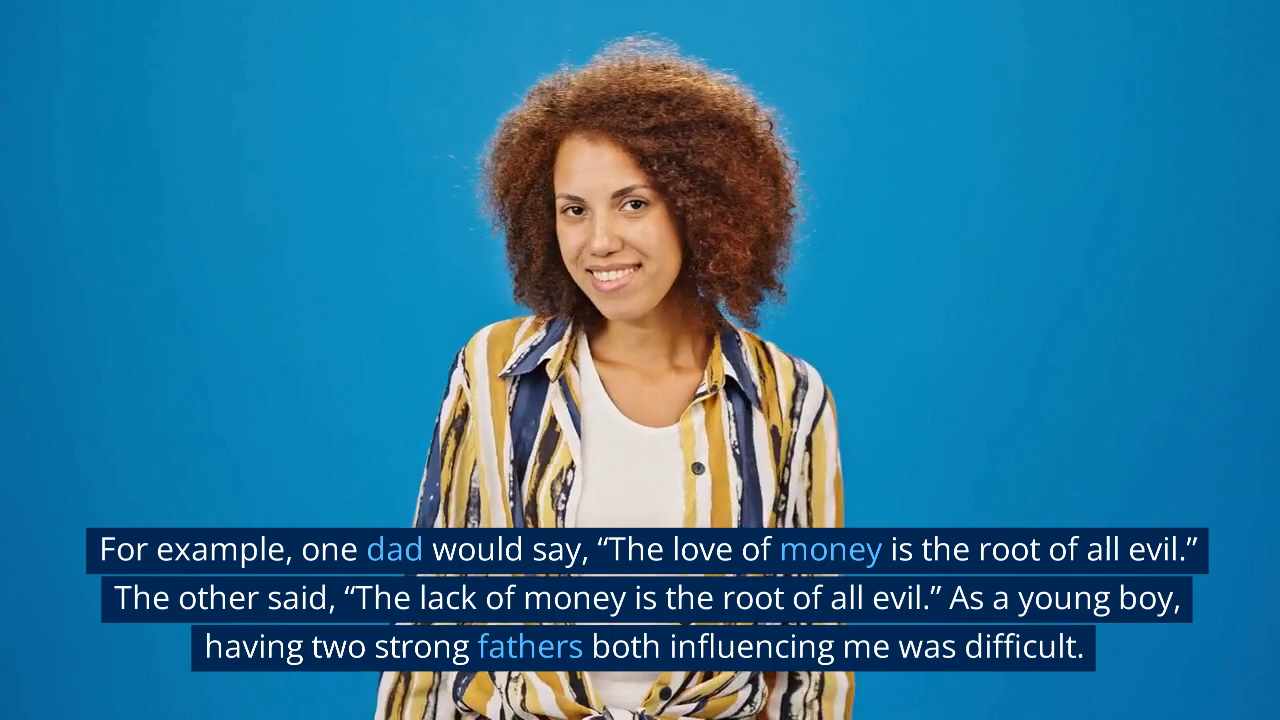 For example, one dad would say, “The love of money is the root of all evil.”
The other said, “The lack of money is the root of all evil.” As a young boy,
having two strong fathers both influencing me was difficult.